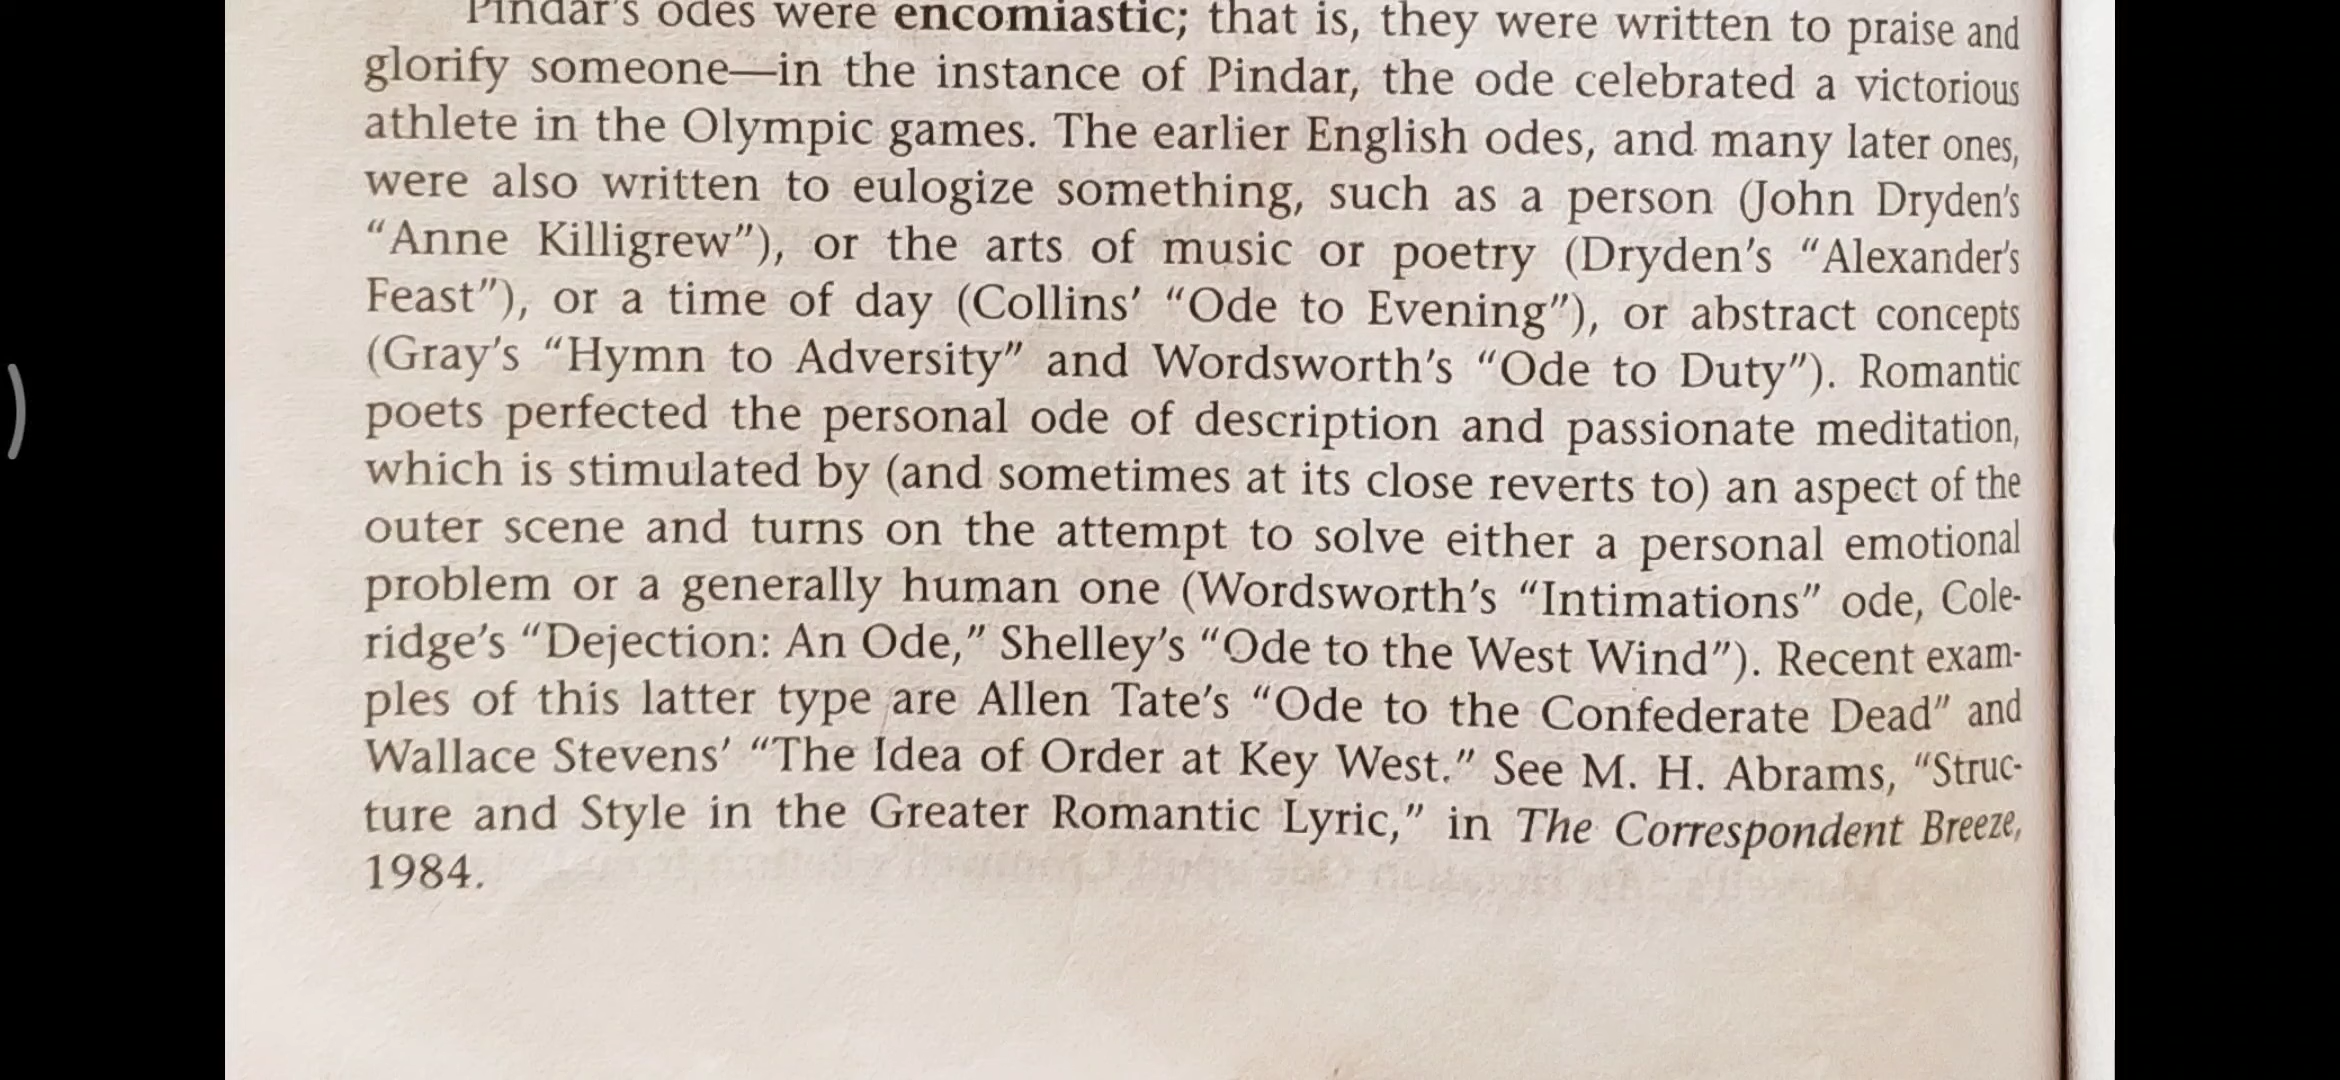 Pindar's odes were encomiastic; that is, they were written to praise and
glorify someone—in the instance of Pindar, the ode celebrated a victorious
athlete in the Olympic games. The earlier English odes, and many later ones,
were also written to eulogize something, such as a person (John Dryden's
“Anne Killigrew”), or the arts of music or poetry (Dryden's “Alexander's
Feast”), or a time of day (Collins' “Ode to Evening”), or abstract concepts
(Gray's “Hymn to Adversity” and Wordsworth's “Ode to Duty”). Romantic
poets perfected the personal ode of description and passionate meditation,
which is stimulated by (and sometimes at its close reverts to) an aspect of the
outer scene and turns on the attempt to solve either a personal emotional
problem or a generally human one (Wordsworth's “Intimations” ode, Cole-
ridge's “Dejection: An Ode,” Shelley's “Ode to the West Wind”). Recent exam-
ples of this latter type are Allen Tate's “Ode to the Confederate Dead” and
Wallace Stevens' “The Idea of Order at Key West.” See M. H. Abrams, “Struc-
ture and Style in the Greater Romantic Lyric,” in The Correspondent Breeze,
1984.